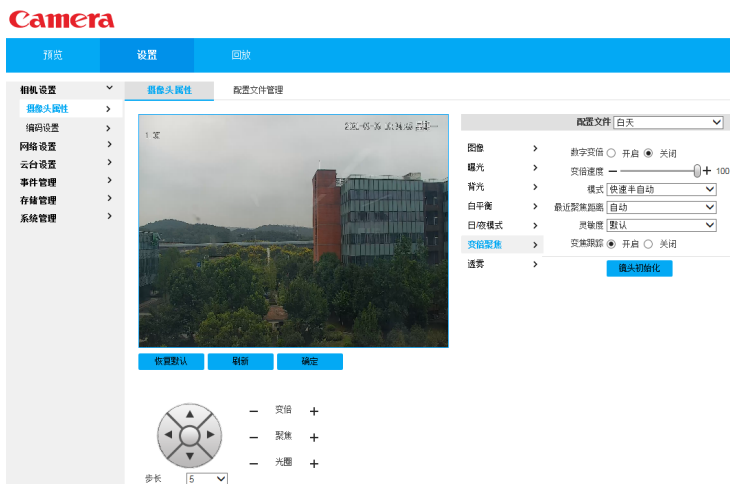 Camera
预览 设置 回放
相机设置
摄像头属性
编码设置
网络设置
云台设置
事件管理
存储管理
系统管理
摄像头属性 配置文件管理
恢复默认 刷新 确定
变倍
聚焦
光圈
步长 5
配置文件 白天
图像
曝光
背光
白平衡
日/夜模式
变倍聚焦
透雾
数字变倍 开启 关闭
变倍速度 100
模式 快速半自动
最近聚焦距离 自动
灵敏度 默认
变焦跟踪 开启 关闭
镜头初始化